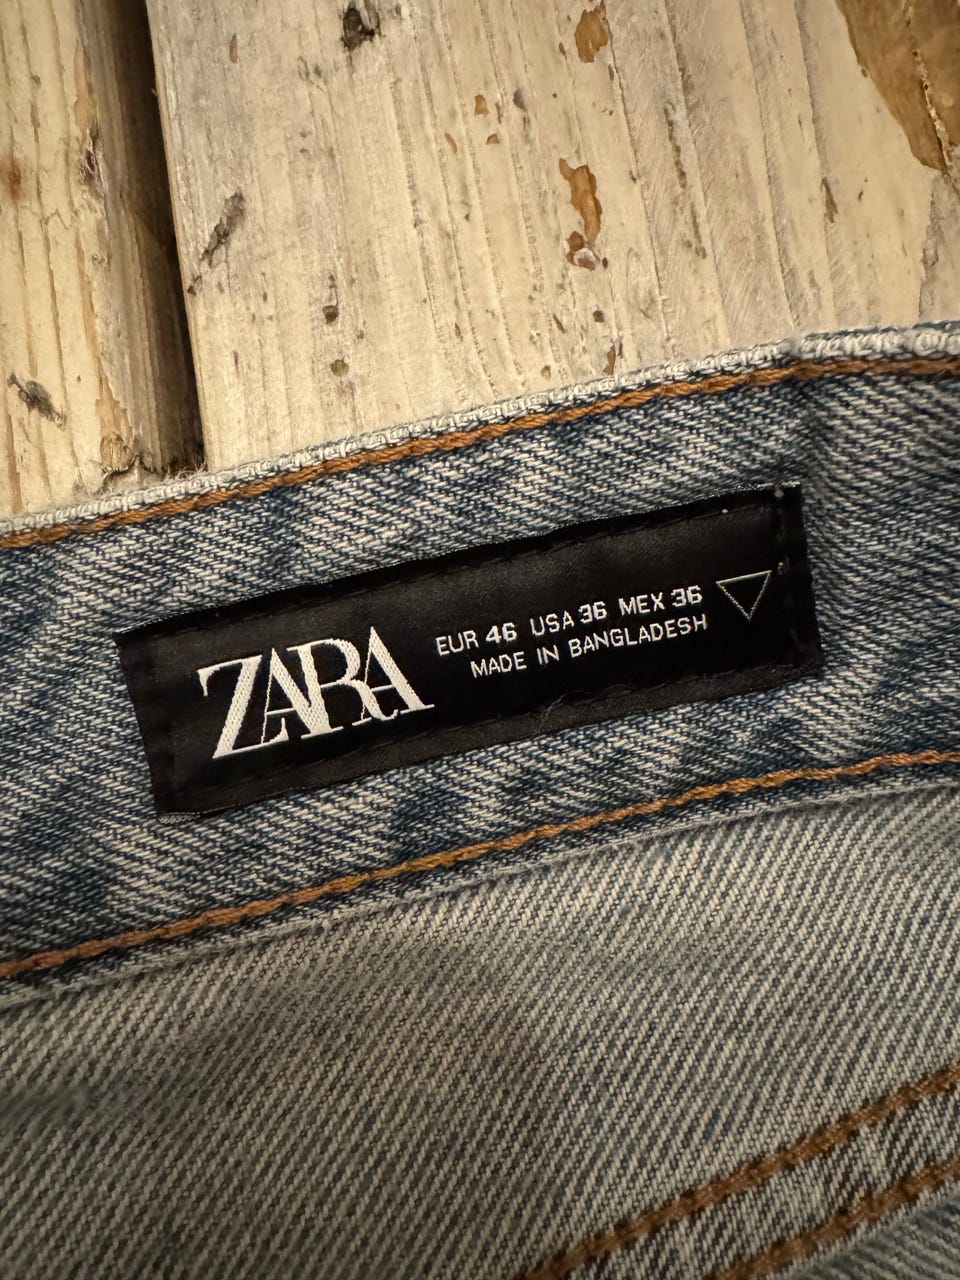 ZARA
EUR 46 USA 36 MEX 36
MADE IN BANGLADESH